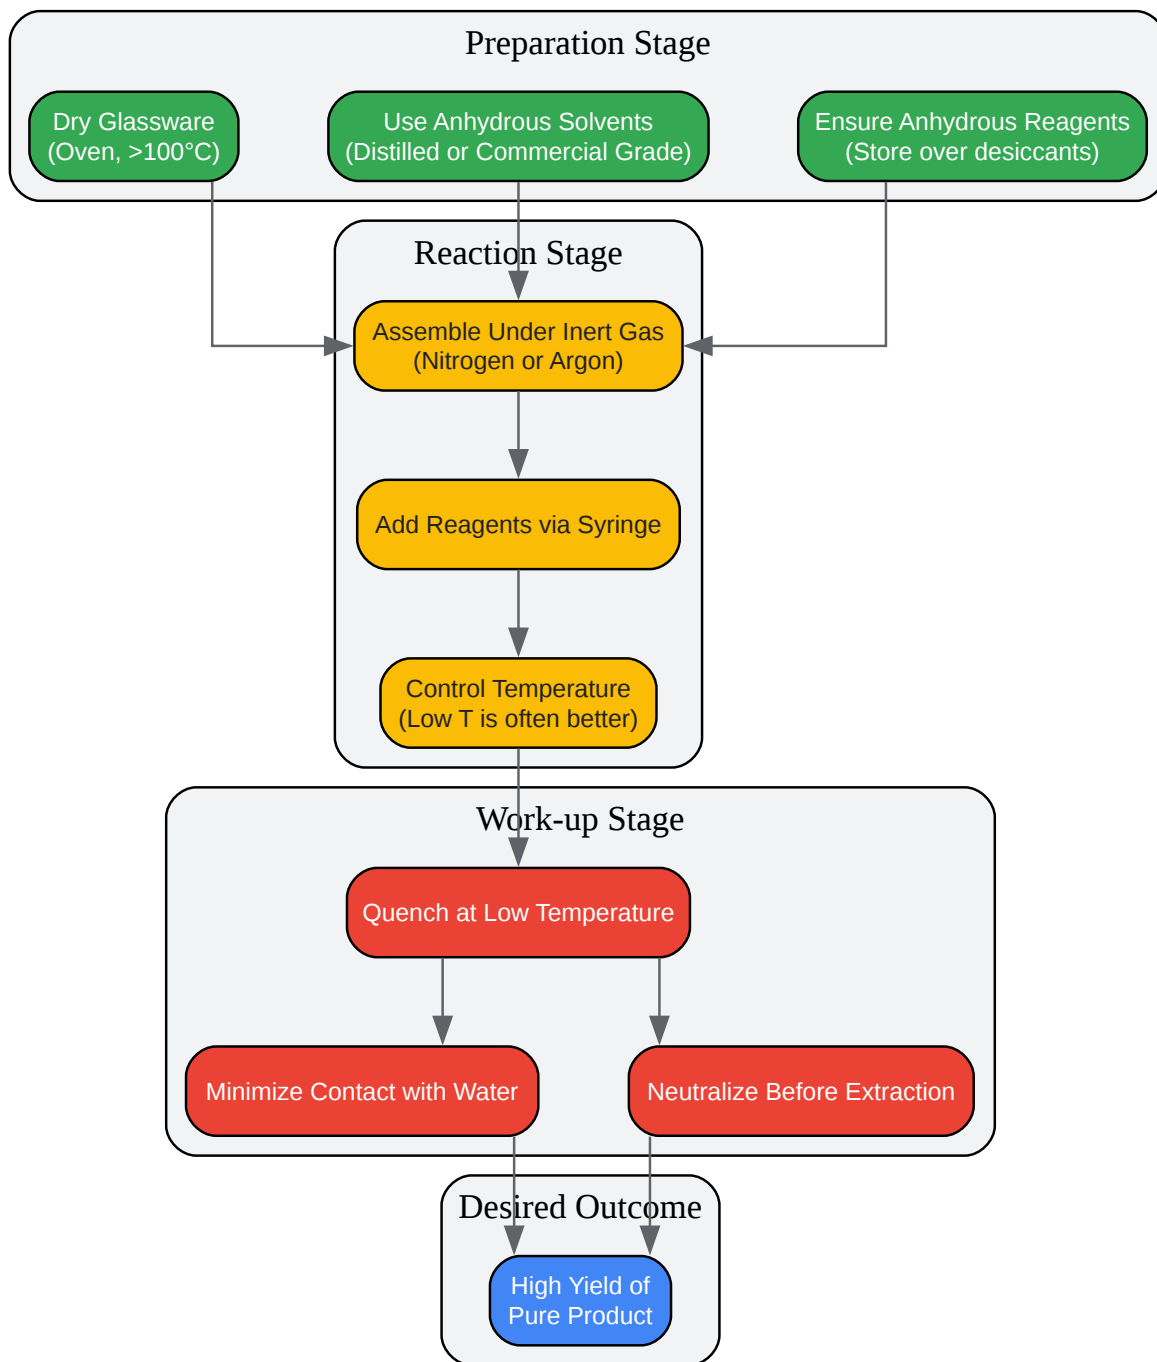 Preparation Stage
Dry Glassware
(Oven, >100°C)
Use Anhydrous Solvents
(Distilled or Commercial Grade)
Ensure Anhydrous Reagents
(Store over desiccants)
Reaction Stage
Assemble Under Inert Gas
(Nitrogen or Argon)
Add Reagents via Syringe
Control Temperature
(Low T is often better)
Work-up Stage
Quench at Low Temperature
Minimize Contact with Water
Neutralize Before Extraction
Desired Outcome
High Yield of
Pure Product